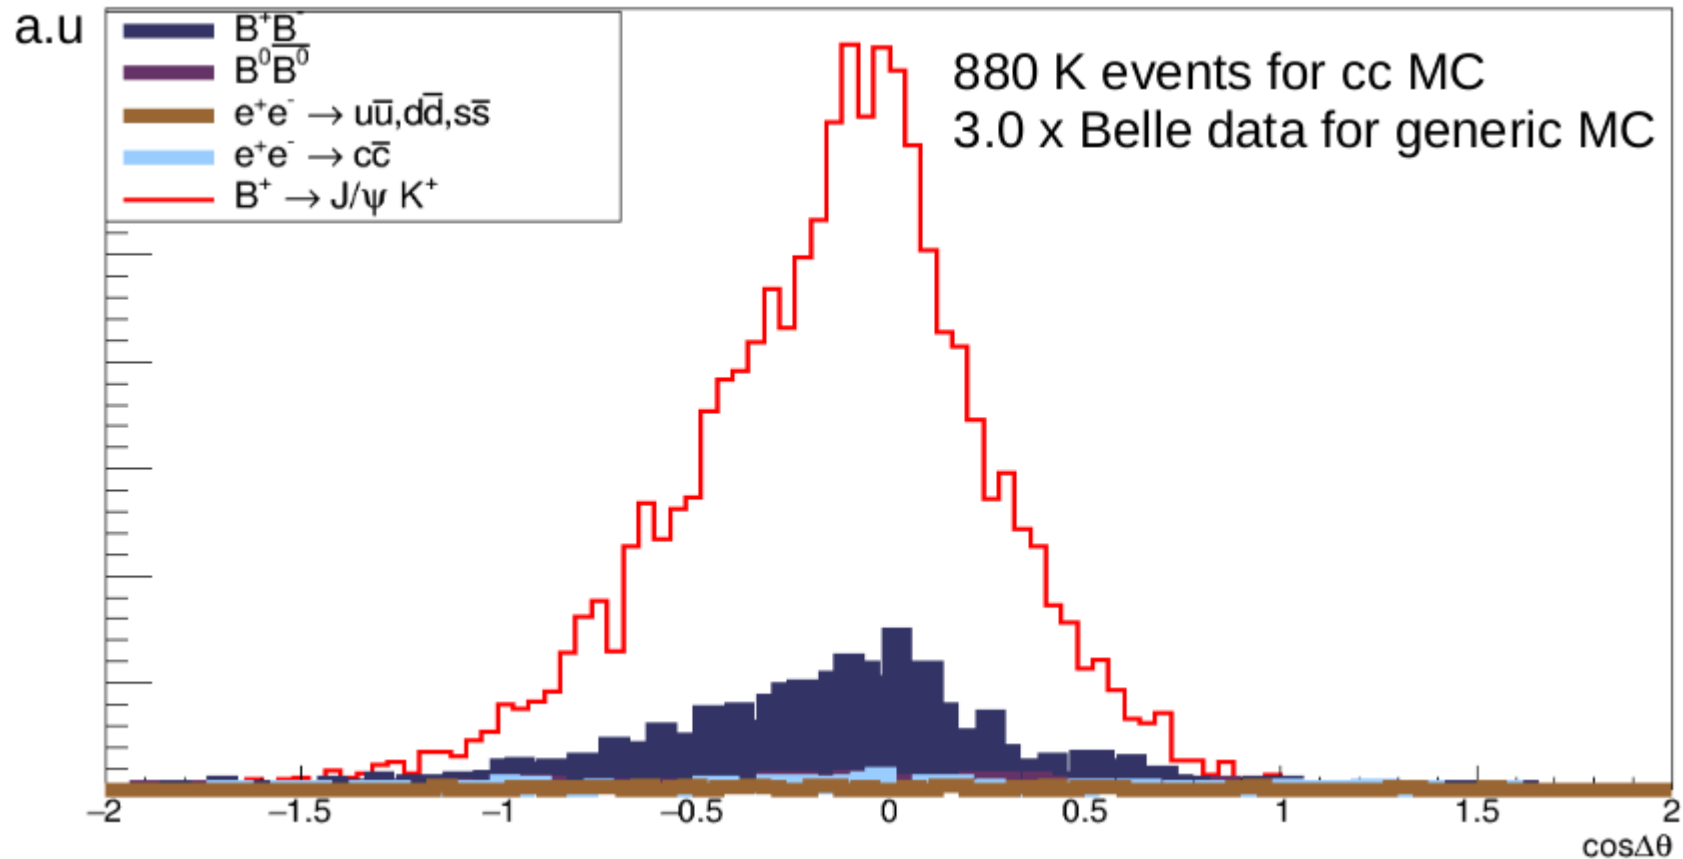 a.u
B⁺B⁻
B⁰B̅⁰
e⁺e⁻ → uu̅,dd̅,ss̅
e⁺e⁻ → cc̅
B⁺ → J/ψ K⁺
880 K events for cc MC
3.0 x Belle data for generic MC
−2 −1.5 −1 −0.5 0 0.5 1 1.5 2
cosΔθ